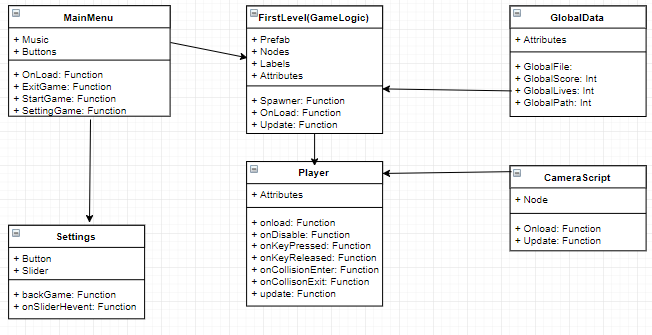 MainMenu
+ Music
+ Buttons
+ OnLoad: Function
+ ExitGame: Function
+ StartGame: Function
+ SettingGame: Function
FirstLevel(GameLogic)
+ Prefab
+ Nodes
+ Labels
+ Attributes
+ Spawner: Function
+ OnLoad: Function
+ Update: Function
GlobalData
+ Attributes
+ GlobalFile:
+ GlobalScore: Int
+ GlobalLives: Int
+ GlobalPath: Int
Settings
+ Button
+ Slider
+ backGame: Function
+ onSliderHevent: Function
Player
+ Attributes
+ onload: Function
+ onDisable: Function
+ onKeyPressed: Function
+ onKeyReleased: Function
+ onCollisionEnter: Function
+ onCollisonExit: Function
+ update: Function
CameraScript
+ Node
+ Onload: Function
+ Update: Function